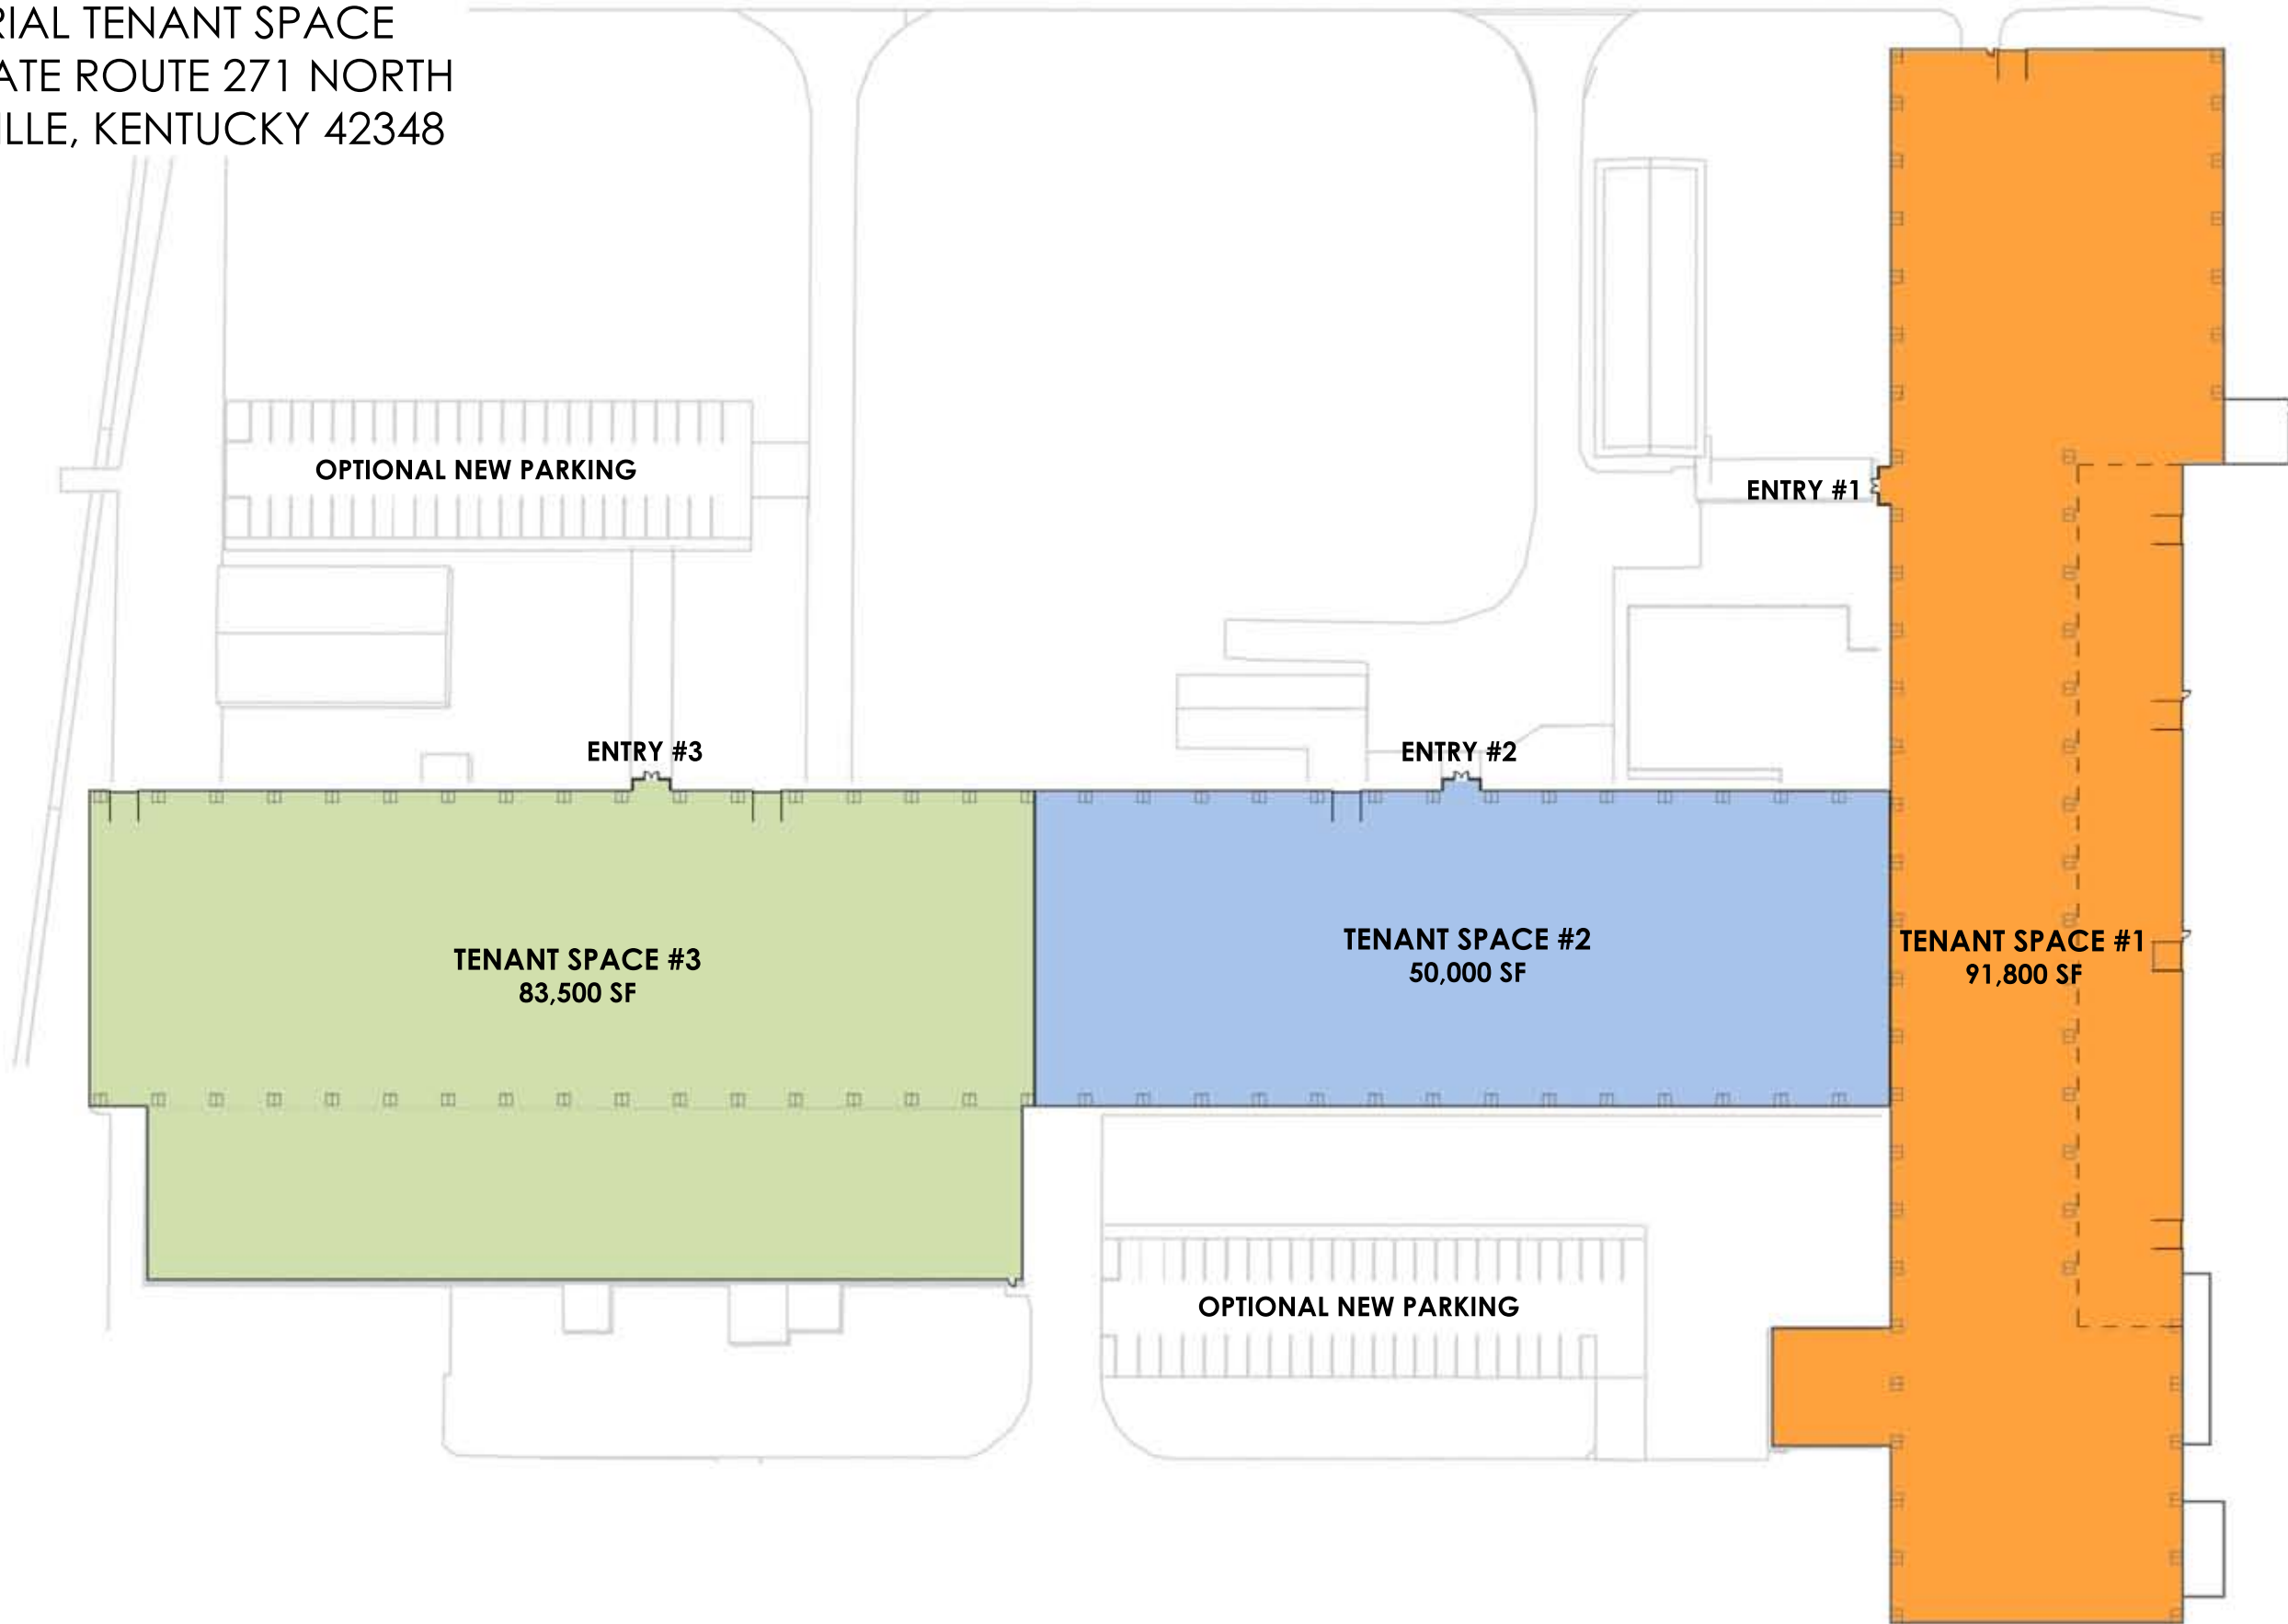 RIAL TENANT SPACE
ATE ROUTE 271 NORTH
ILLE, KENTUCKY 42348
OPTIONAL NEW PARKING
ENTRY #1
ENTRY #3
ENTRY #2
TENANT SPACE #3
83,500 SF
TENANT SPACE #2
50,000 SF
TENANT SPACE #1
91,800 SF
OPTIONAL NEW PARKING